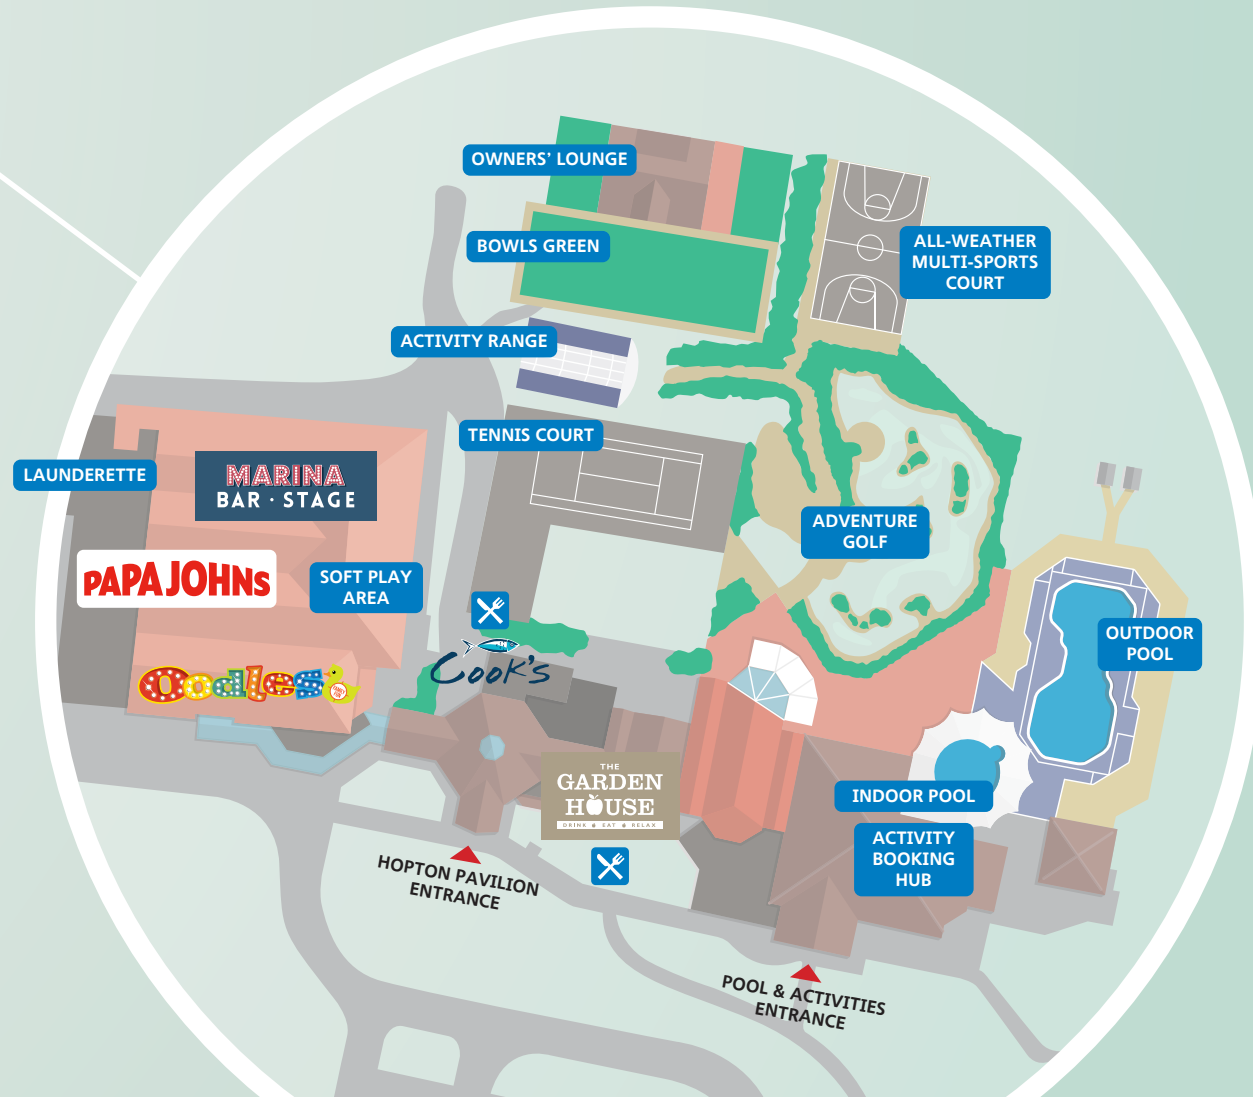 OWNERS’ LOUNGE
BOWLS GREEN
ALL-WEATHER
MULTI-SPORTS
COURT
ACTIVITY RANGE
TENNIS COURT
LAUNDERETTE
MARINA
BAR · STAGE
ADVENTURE
GOLF
PAPA JOHNS
SOFT PLAY
AREA
OUTDOOR
POOL
Cook's
Oodles
FAMILY
FUN
THE
GARDEN
HOUSE
DRINK EAT RELAX
INDOOR POOL
ACTIVITY
BOOKING
HUB
HOPTON PAVILION
ENTRANCE
POOL & ACTIVITIES
ENTRANCE